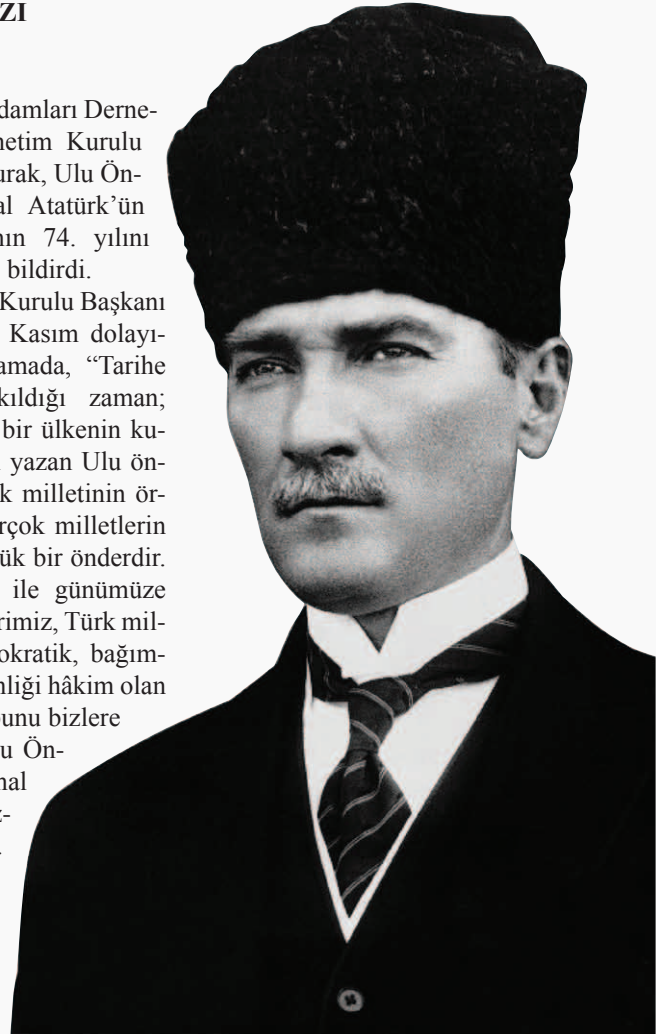 ZI
damları Derne-
netim Kurulu
urak, Ulu Ön-
al Atatürk’ün
nın 74. yılını
bildirdi.
Kurulu Başkanı
Kasım dolayı-
amada, “Tarihe
kıldığı zaman;
bir ülkenin ku-
yazan Ulu ön-
k milletinin ör-
rçok milletlerin
ük bir önderdir.
ile günümüze
rimiz, Türk mil-
okratik, bağım-
nliği hâkim olan
bunu bizlere
u Ön-
nal
z-